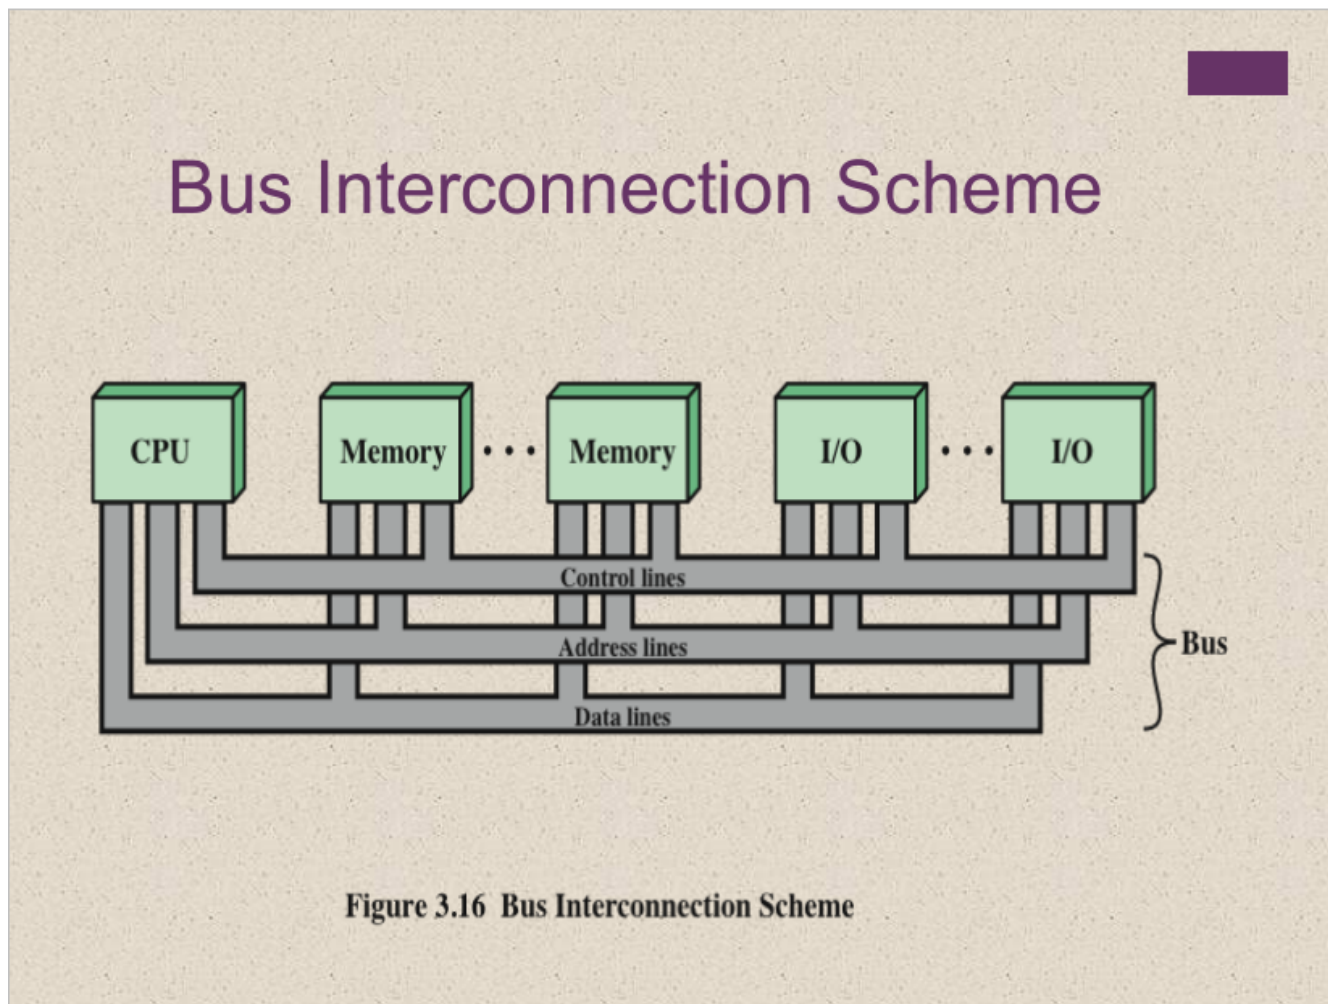 Bus Interconnection Scheme
CPU
Memory
• • •
Memory
I/O
• • •
I/O
Control lines
Address lines
Data lines
Bus
Figure 3.16 Bus Interconnection Scheme